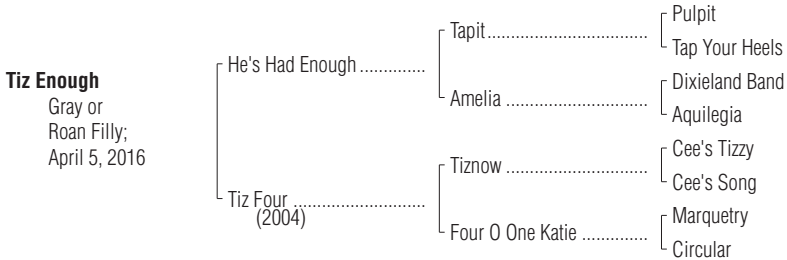 Tiz Enough
Gray or
Roan Filly;
April 5, 2016
He's Had Enough ..............
Tiz Four ............................
(2004)
Tapit.................................
Amelia .............................
Tiznow .............................
Four O One Katie ..............
Pulpit
Tap Your Heels
Dixieland Band
Aquilegia
Cee's Tizzy
Cee's Song
Marquetry
Circular